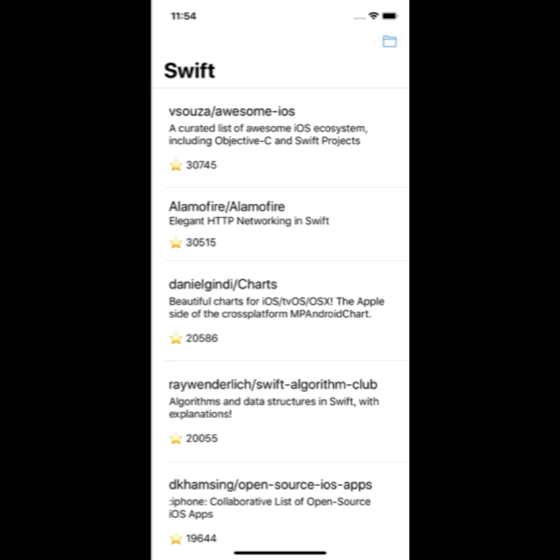 11:54
Swift
vsouza/awesome-ios
A curated list of awesome iOS ecosystem,
including Objective-C and Swift Projects
30745
Alamofire/Alamofire
Elegant HTTP Networking in Swift
30515
danielgindi/Charts
Beautiful charts for iOS/tvOS/OSX! The Apple
side of the crossplatform MPAndroidChart.
20586
raywenderlich/swift-algorithm-club
Algorithms and data structures in Swift, with
explanations!
20055
dkhamsing/open-source-ios-apps
:iphone: Collaborative List of Open-Source
iOS Apps
19644